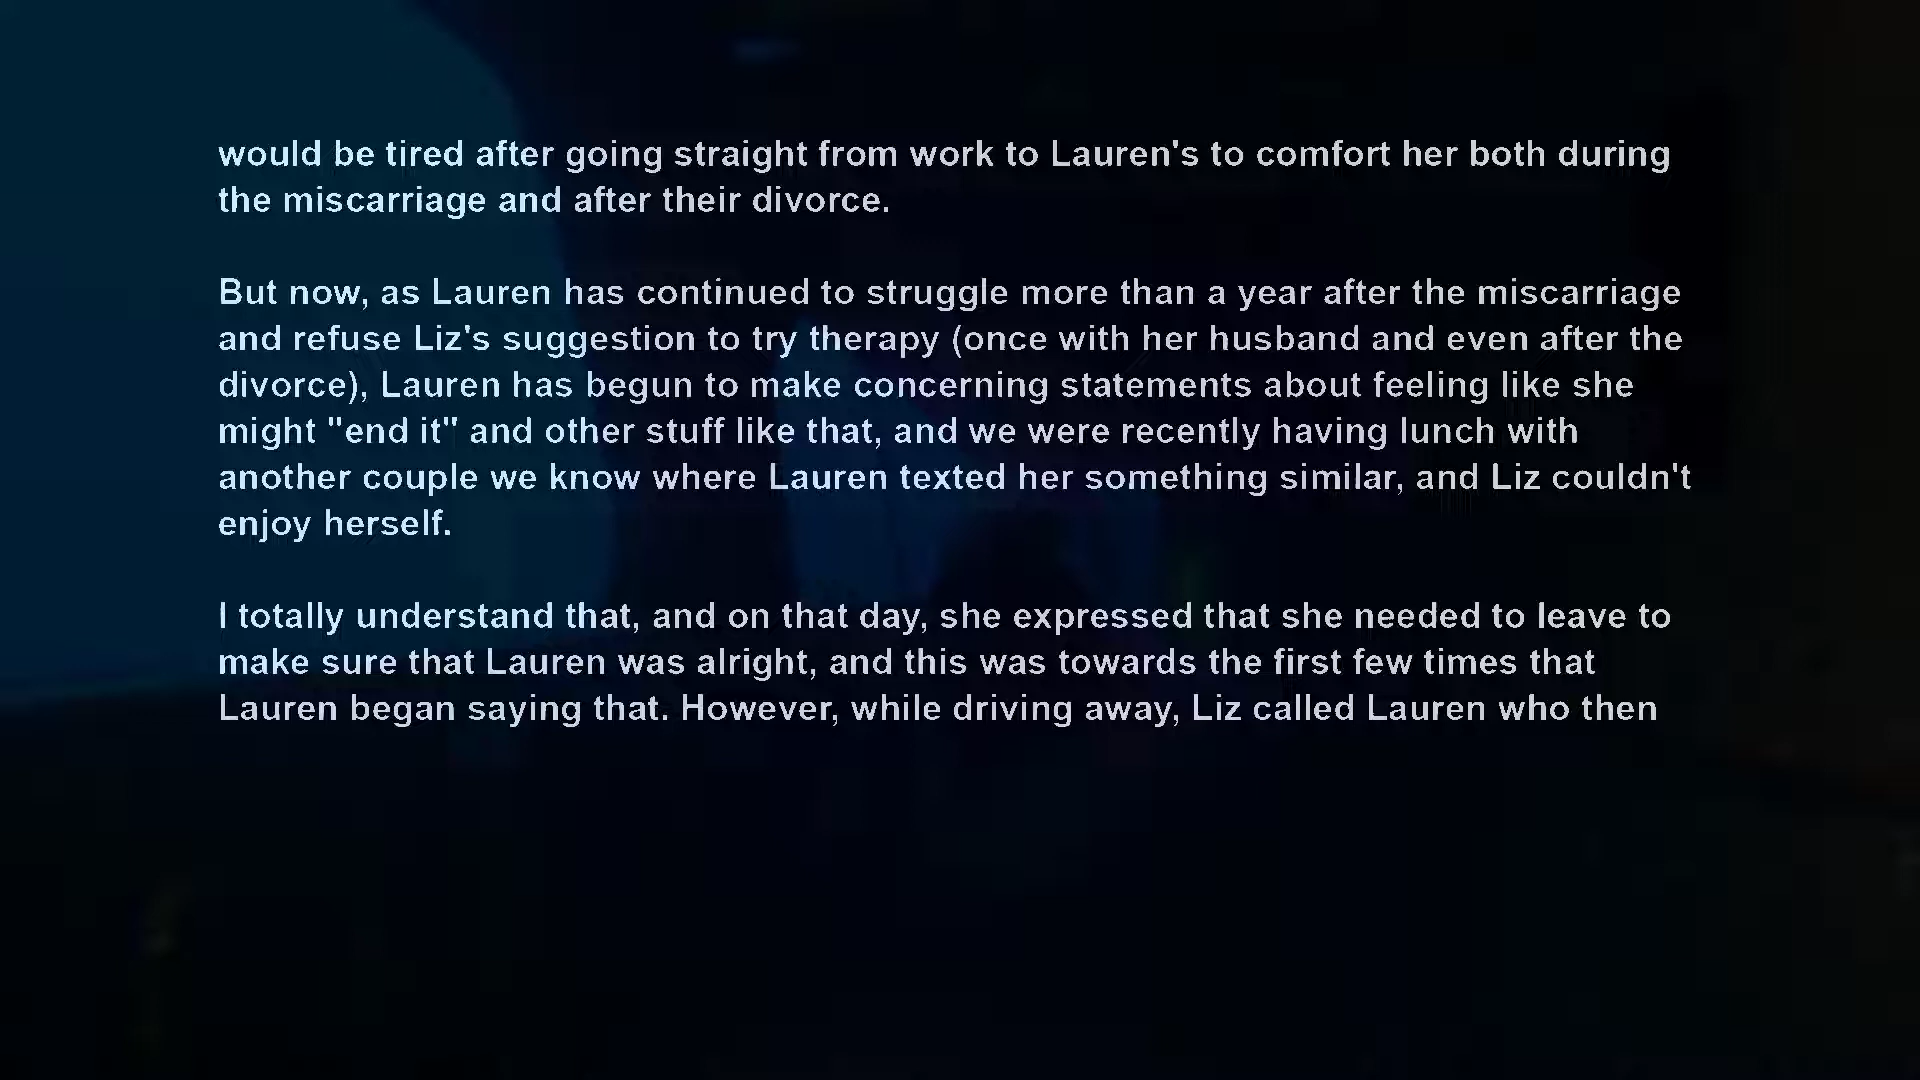 would be tired after going straight from work to Lauren's to comfort her both during
the miscarriage and after their divorce.
But now, as Lauren has continued to struggle more than a year after the miscarriage
and refuse Liz's suggestion to try therapy (once with her husband and even after the
divorce), Lauren has begun to make concerning statements about feeling like she
might "end it" and other stuff like that, and we were recently having lunch with
another couple we know where Lauren texted her something similar, and Liz couldn't
enjoy herself.
I totally understand that, and on that day, she expressed that she needed to leave to
make sure that Lauren was alright, and this was towards the first few times that
Lauren began saying that. However, while driving away, Liz called Lauren who then